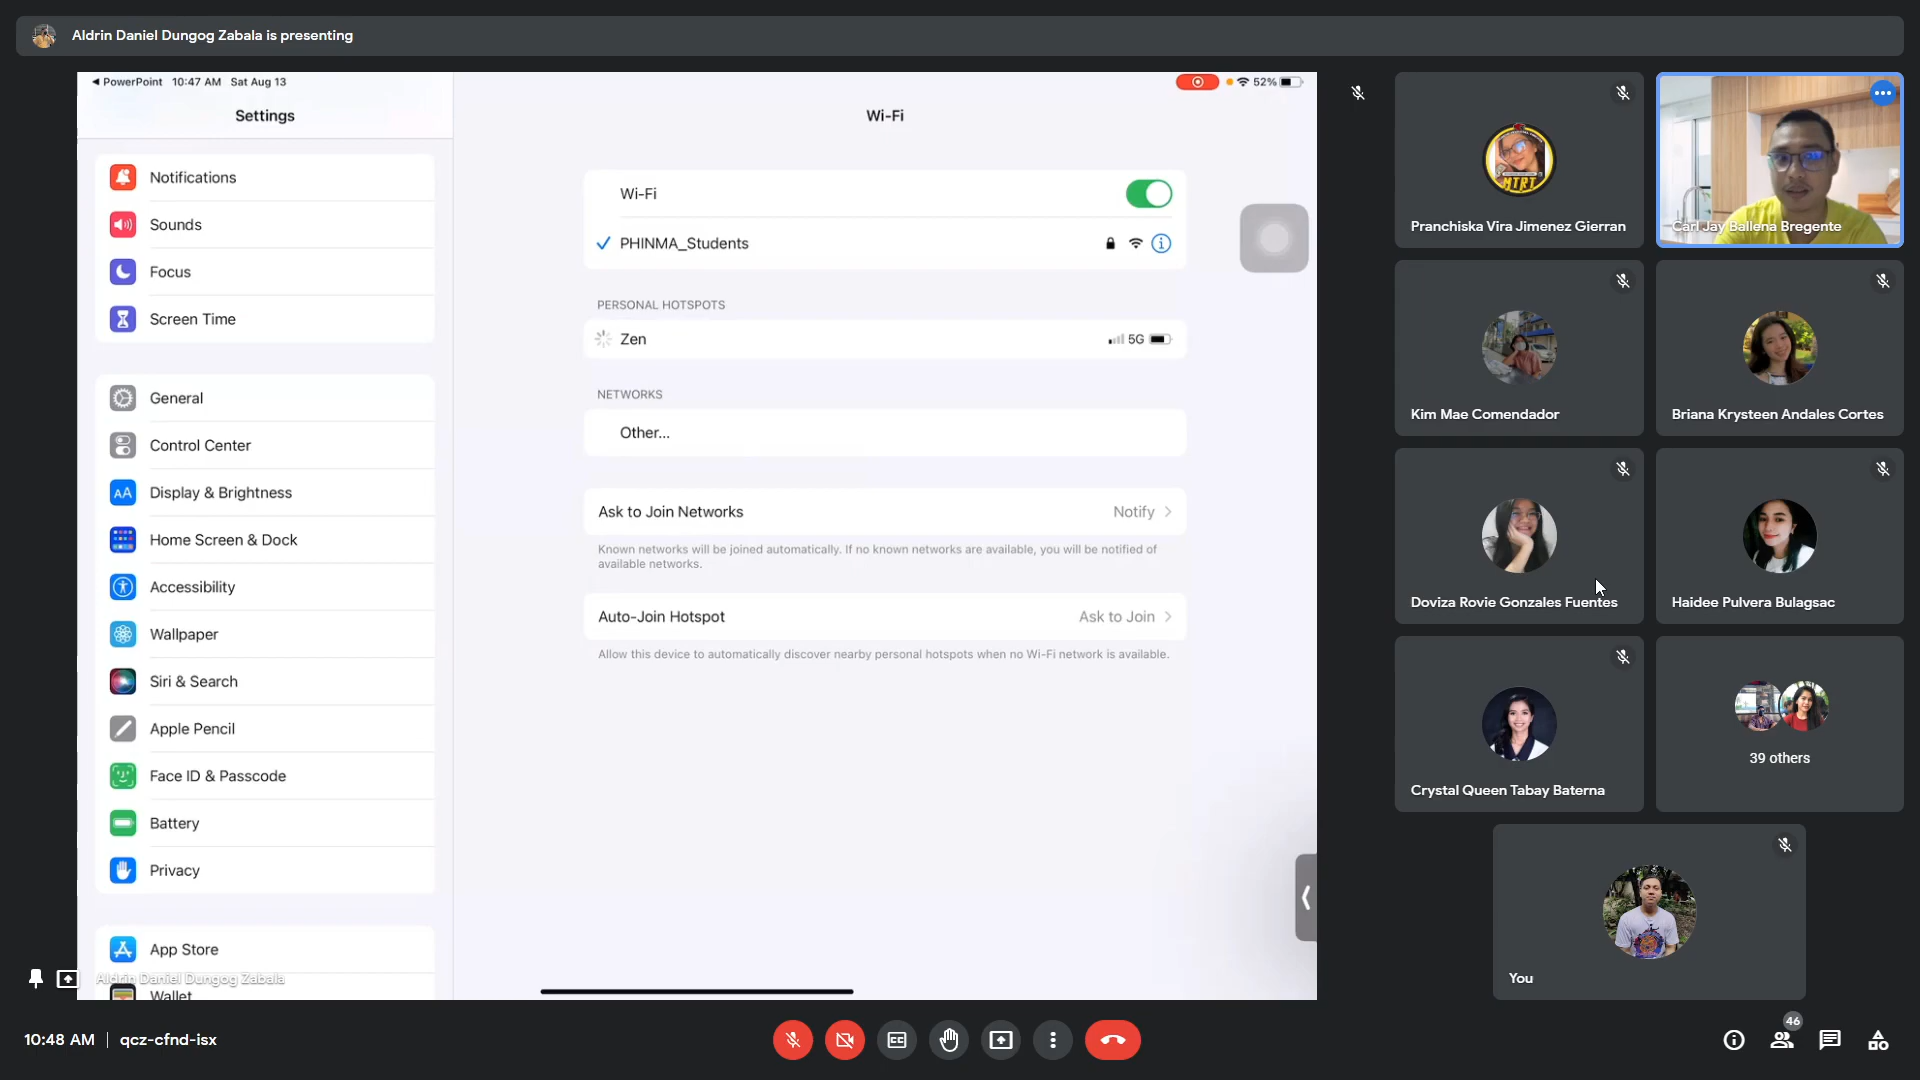 Aldrin Daniel Dungog Zabala is presenting
PowerPoint 10:47 AM Sat Aug 13
52%
Settings
Wi-Fi
Notifications
Sounds
Focus
Screen Time
General
Control Center
Display & Brightness
Home Screen & Dock
Accessibility
Wallpaper
Siri & Search
Apple Pencil
Face ID & Passcode
Battery
Privacy
App Store
Wallet
Aldrin Daniel Dungog Zabala
Wi-Fi
PHINMA_Students
PERSONAL HOTSPOTS
Zen 5G
NETWORKS
Other...
Ask to Join Networks Notify
Known networks will be joined automatically. If no known networks are available, you will be notified of
available networks.
Auto-Join Hotspot Ask to Join
Allow this device to automatically discover nearby personal hotspots when no Wi-Fi network is available.
MTRT
Pranchiska Vira Jimenez Gierran
Carl Jay Ballena Bregente
Kim Mae Comendador
Briana Krysteen Andales Cortes
Doviza Rovie Gonzales Fuentes
Haidee Pulvera Bulagsac
Crystal Queen Tabay Baterna
39 others
You
10:48 AM | qcz-cfnd-isx
46